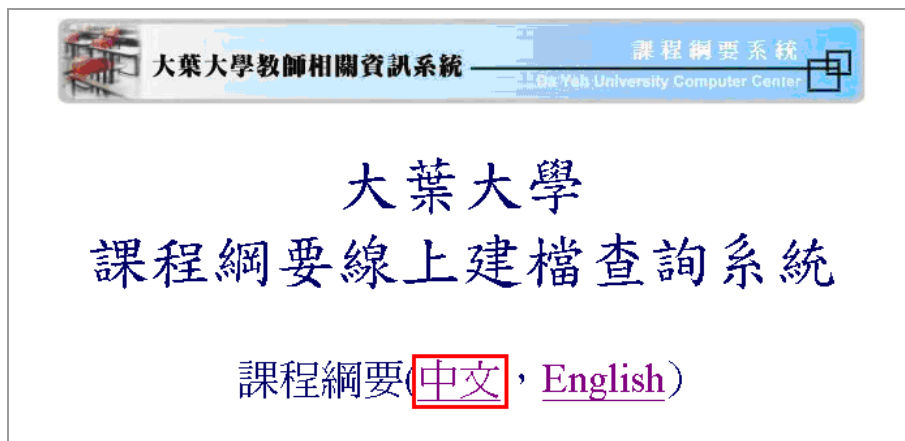 大葉大學教師相關資訊系統
課程綱要系統
Da Yeh University Computer Center
大葉大學
課程綱要線上建檔查詢系統
課程綱要(中文，English)